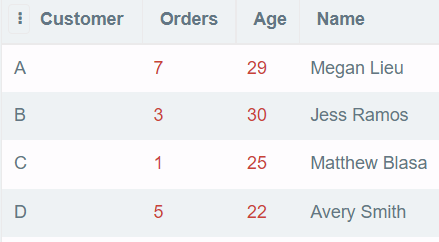 Customer Orders Age Name
A 7 29 Megan Lieu
B 3 30 Jess Ramos
C 1 25 Matthew Blasa
D 5 22 Avery Smith